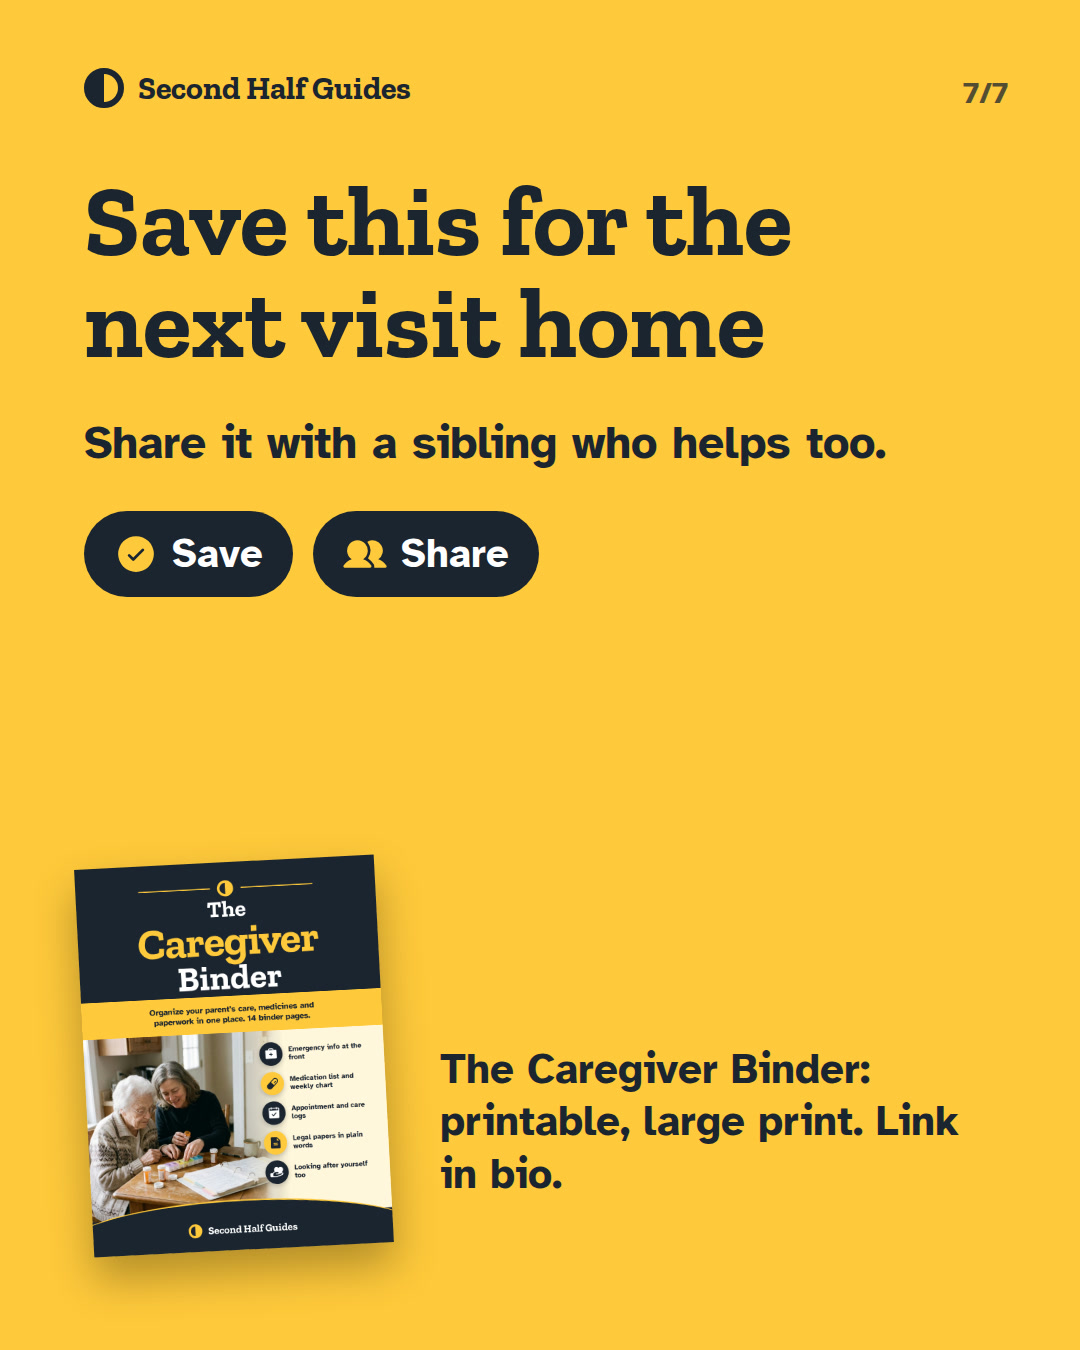 Second Half Guides
7/7
Save this for the
next visit home
Share it with a sibling who helps too.
Save
Share
The
Caregiver
Binder
Organize your parent's care, medicines and
paperwork in one place. 14 binder pages.
Emergency info at the
front
Medication list and
weekly chart
Appointment and care
logs
Legal papers in plain
words
Looking after yourself
too
Second Half Guides
The Caregiver Binder:
printable, large print. Link
in bio.